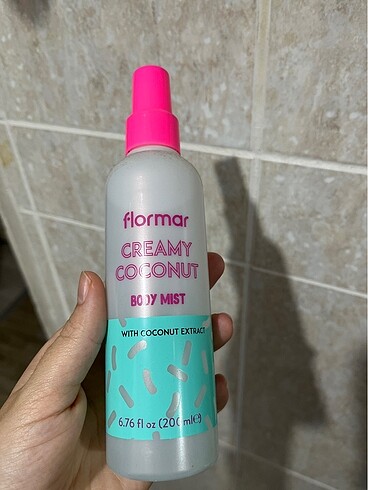 flormar
CREAMY
COCONUT
BODY MIST
WITH COCONUT EXTRACT
6.76 fl oz (200 ml℮)